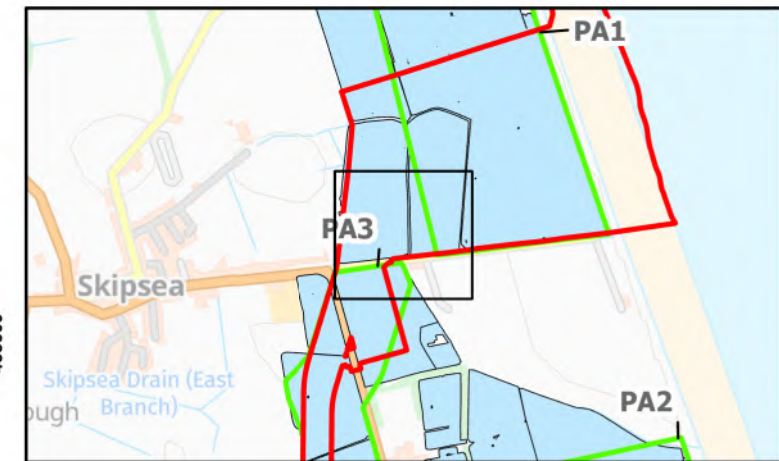 PA1
PA3
Skipsea
Skipsea Drain (East
Branch)
ough
PA2